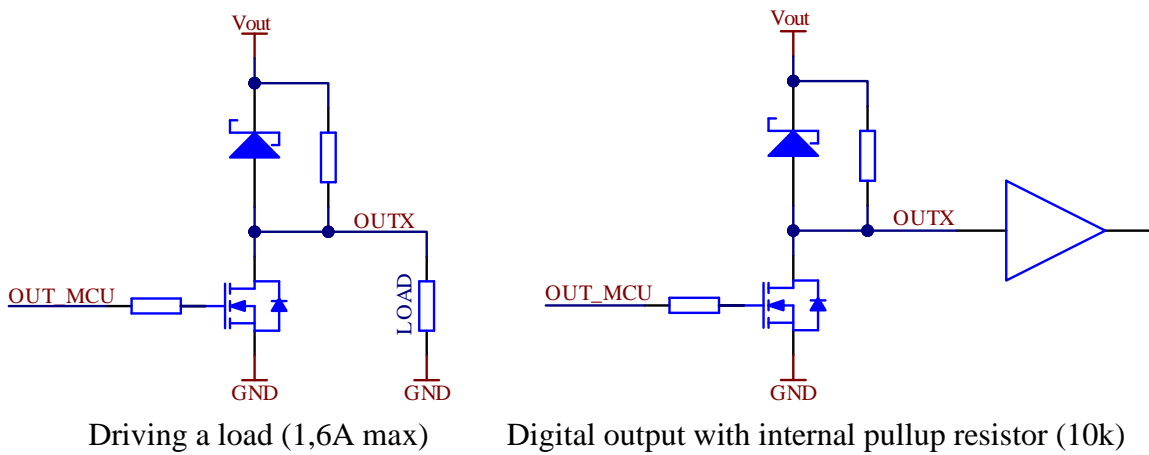 Vout
Vout
OUTX
OUTX
OUT_MCU
LOAD
OUT_MCU
GND
GND
GND
Driving a load (1,6A max)
Digital output with internal pullup resistor (10k)